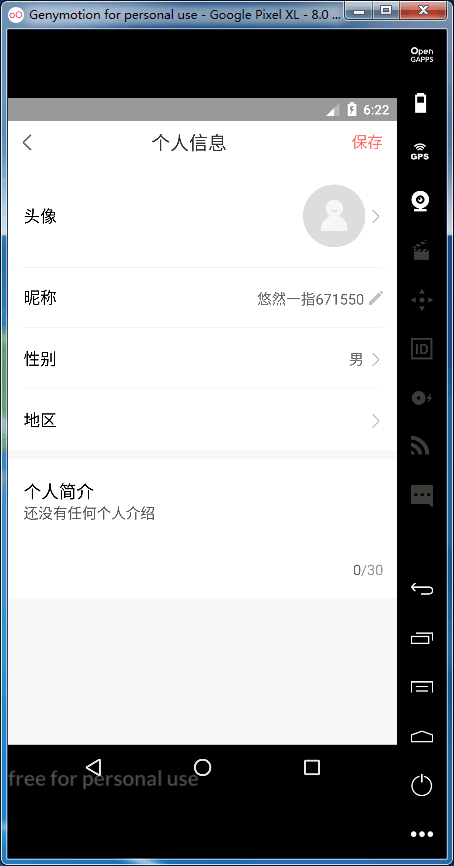 Genymotion for personal use - Google Pixel XL - 8.0 ...
Open
GAPPS
6:22
个人信息
保存
GPS
头像
昵称
悠然一指671550
性别
男
ID
地区
个人简介
还没有任何个人介绍
0/30
free for personal use